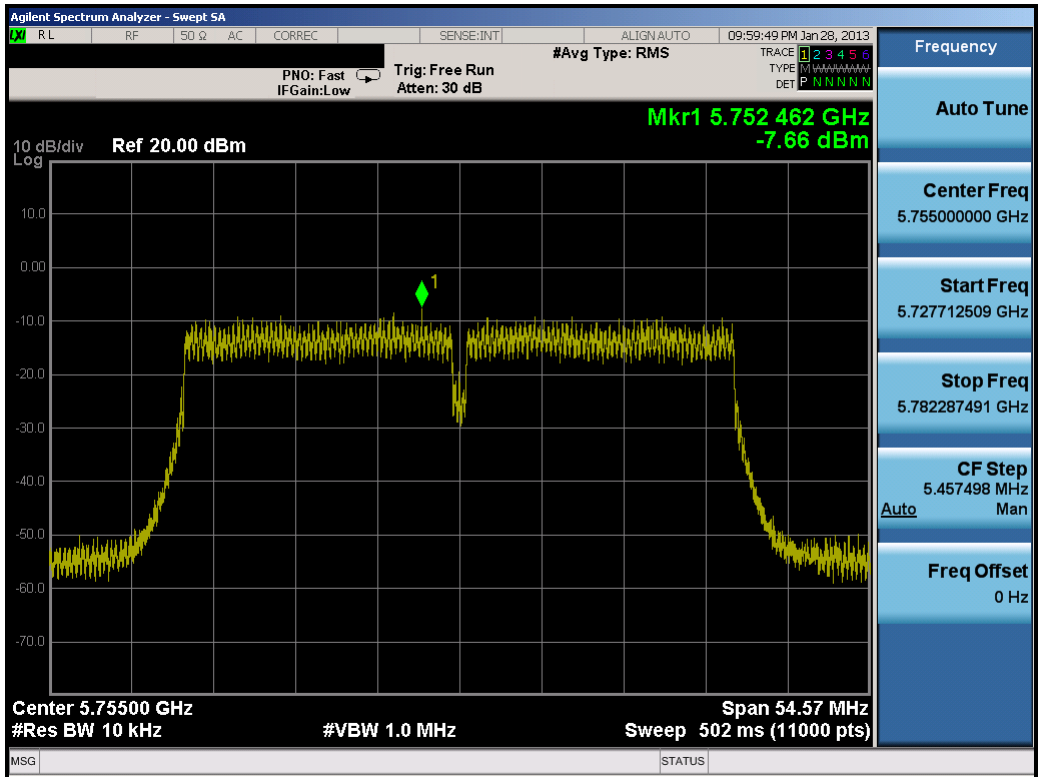 Agilent Spectrum Analyzer - Swept SA
LXI RL RF 50 Ω AC CORREC SENSE:INT ALIGN AUTO 09:59:49 PM Jan 28, 2013
#Avg Type: RMS
TRACE 1 2 3 4 5 6
TYPE M W W W W W
DET P N N N N N
PNO: Fast
IFGain:Low
Trig: Free Run
Atten: 30 dB
Mkr1 5.752 462 GHz
-7.66 dBm
10 dB/div
Log
Ref 20.00 dBm
10.0
0.00
-10.0
-20.0
-30.0
-40.0
-50.0
-60.0
-70.0
1
Center 5.75500 GHz
Span 54.57 MHz
#Res BW 10 kHz
#VBW 1.0 MHz
Sweep 502 ms (11000 pts)
MSG
STATUS
Frequency
Auto Tune
Center Freq
5.755000000 GHz
Start Freq
5.727712509 GHz
Stop Freq
5.782287491 GHz
CF Step
5.457498 MHz
Auto Man
Freq Offset
0 Hz